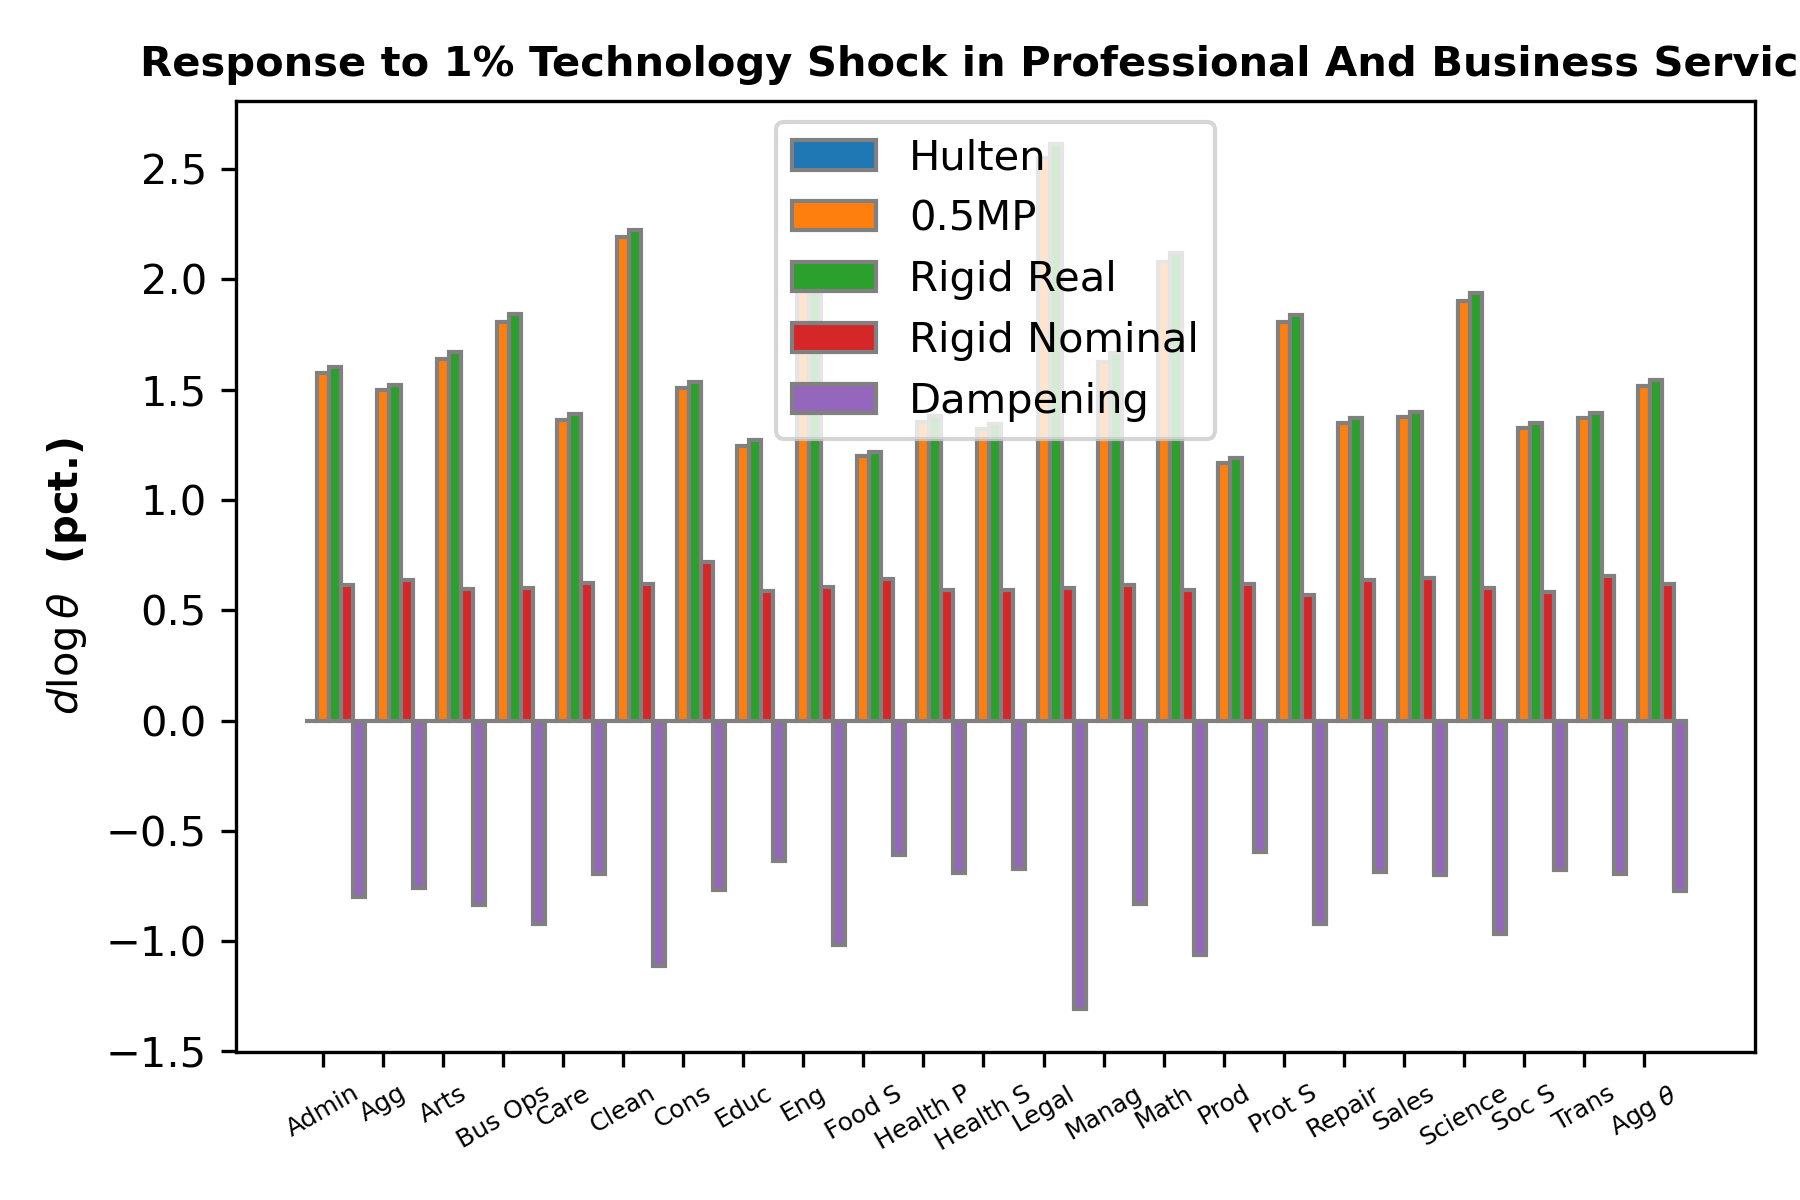 Response to 1% Technology Shock in Professional And Business Servic
Hulten
0.5MP
Rigid Real
Rigid Nominal
Dampening
dlog θ (pct.)
2.5
2.0
1.5
1.0
0.5
0.0
−0.5
−1.0
−1.5
Admin Agg Arts Bus Ops Care Clean Cons Educ Eng Food S Health P Health S Legal Manag Math Prod Prot S Repair Sales Science Soc S Trans Agg θ